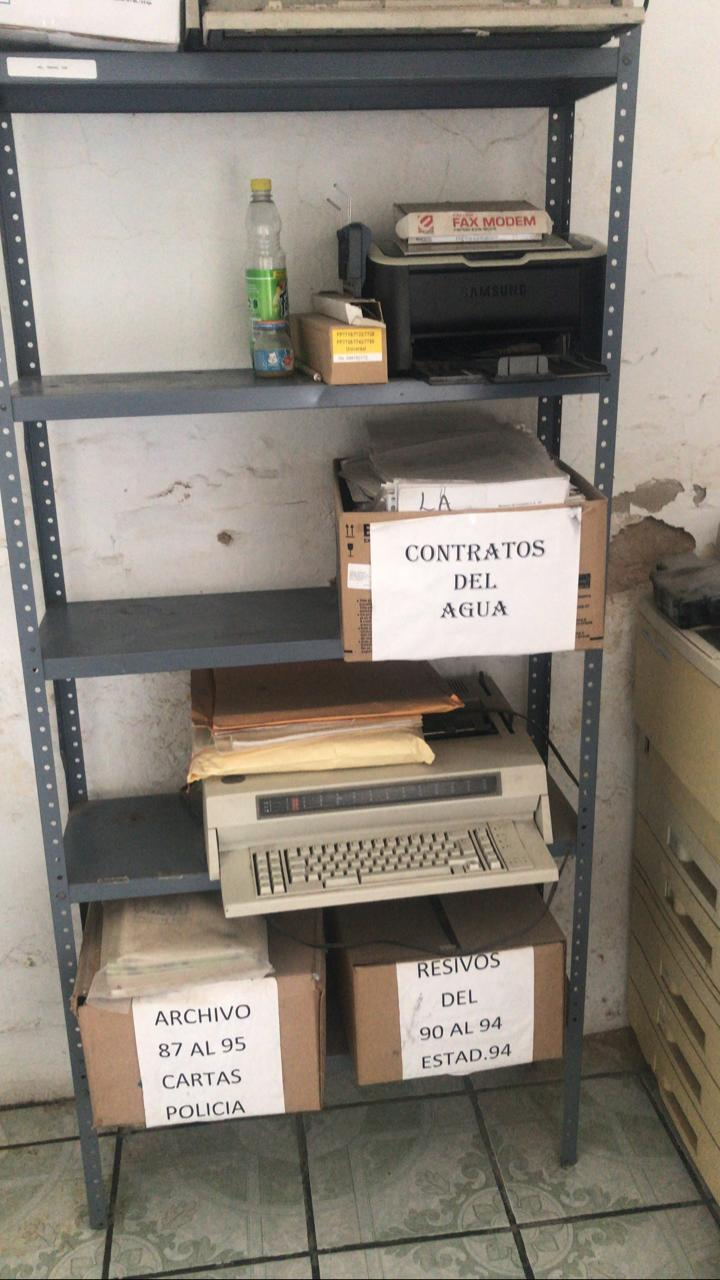 FAX MODEM
SAMSUNG
Universal
LA
CONTRATOS
DEL
AGUA
ARCHIVO
87 AL 95
CARTAS
POLICIA
RESIVOS
DEL
90 AL 94
ESTAD.94